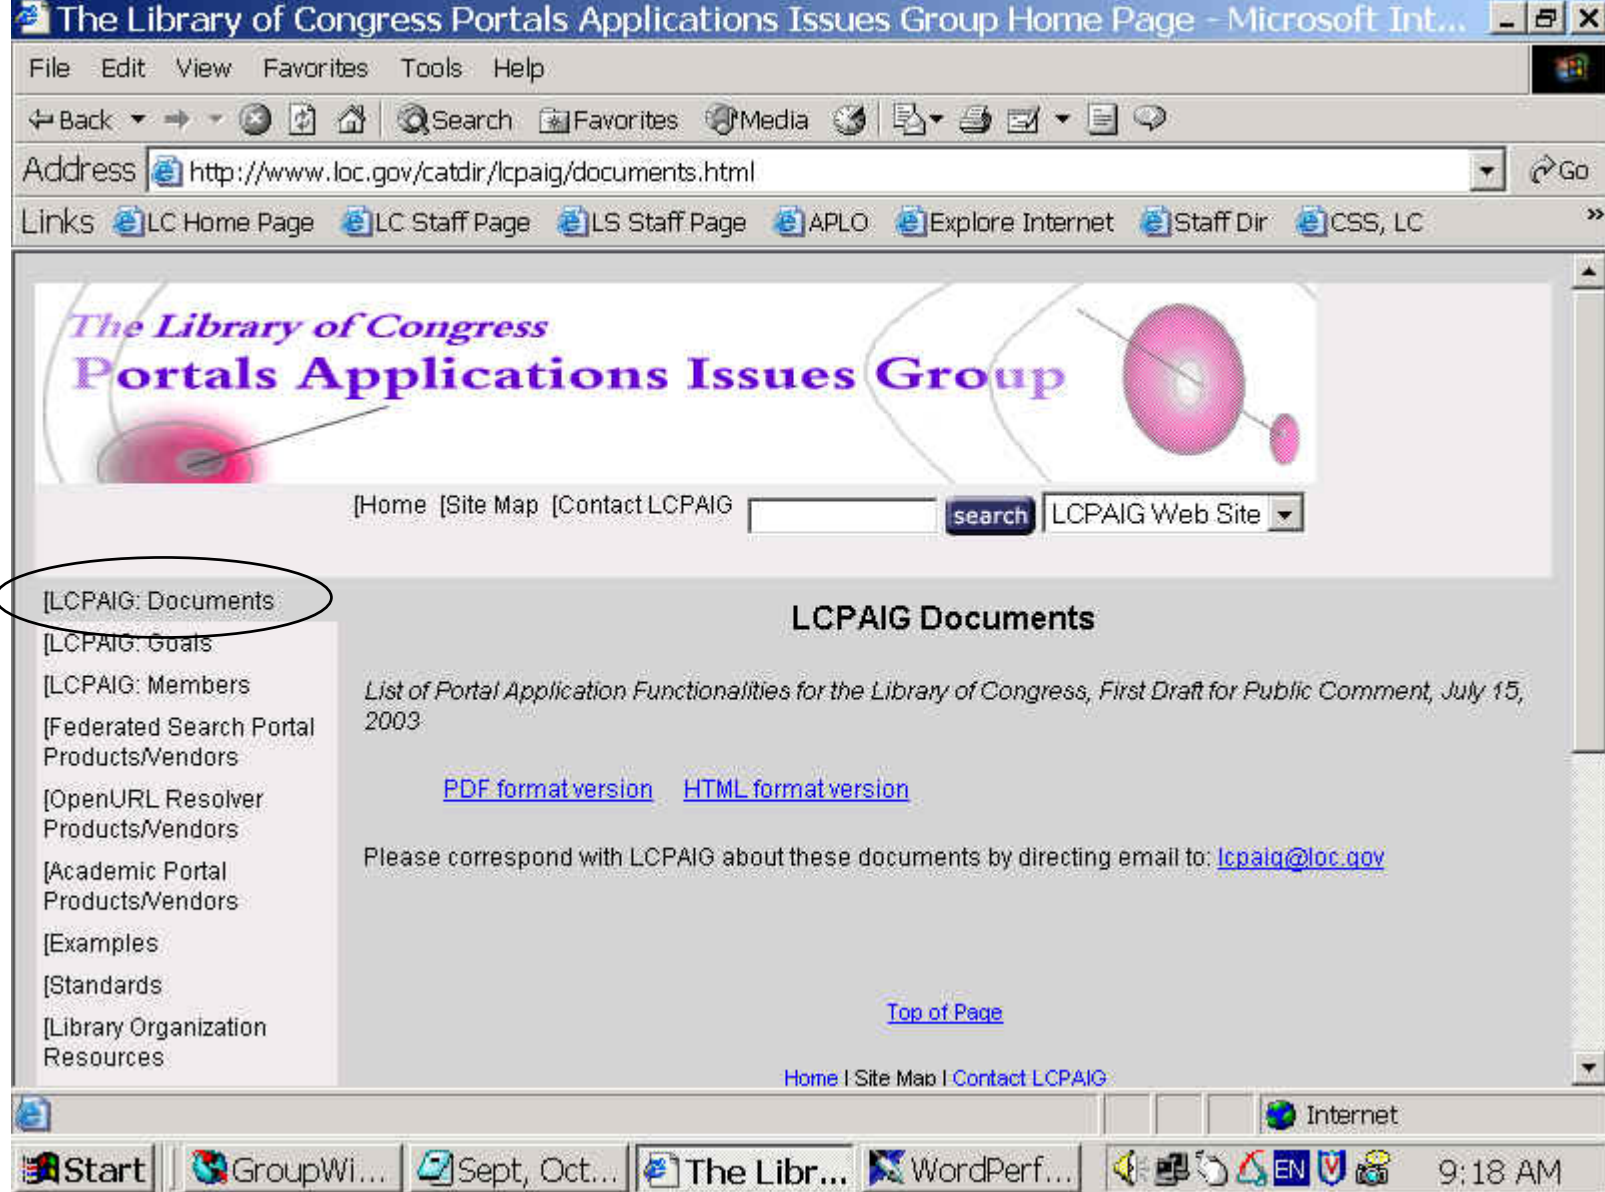 The Library of Congress Portals Applications Issues Group Home Page - Microsoft Int...
File Edit View Favorites Tools Help
Back Search Favorites Media
Address http://www.loc.gov/catdir/lcpaig/documents.html Go
Links LC Home Page LC Staff Page LS Staff Page APLO Explore Internet Staff Dir CSS, LC »
The Library of Congress
Portals Applications Issues Group
[Home [Site Map [Contact LCPAIG search LCPAIG Web Site
[LCPAIG: Documents
[LCPAIG: Goals
[LCPAIG: Members
[Federated Search Portal
Products/Vendors
[OpenURL Resolver
Products/Vendors
[Academic Portal
Products/Vendors
[Examples
[Standards
[Library Organization
Resources
LCPAIG Documents
List of Portal Application Functionalities for the Library of Congress, First Draft for Public Comment, July 15,
2003
PDF format version HTML format version
Please correspond with LCPAIG about these documents by directing email to: lcpaig@loc.gov
Top of Page
Home | Site Map | Contact LCPAIG
Internet
Start GroupWi... Sept, Oct... The Libr... WordPerf... EN 9:18 AM